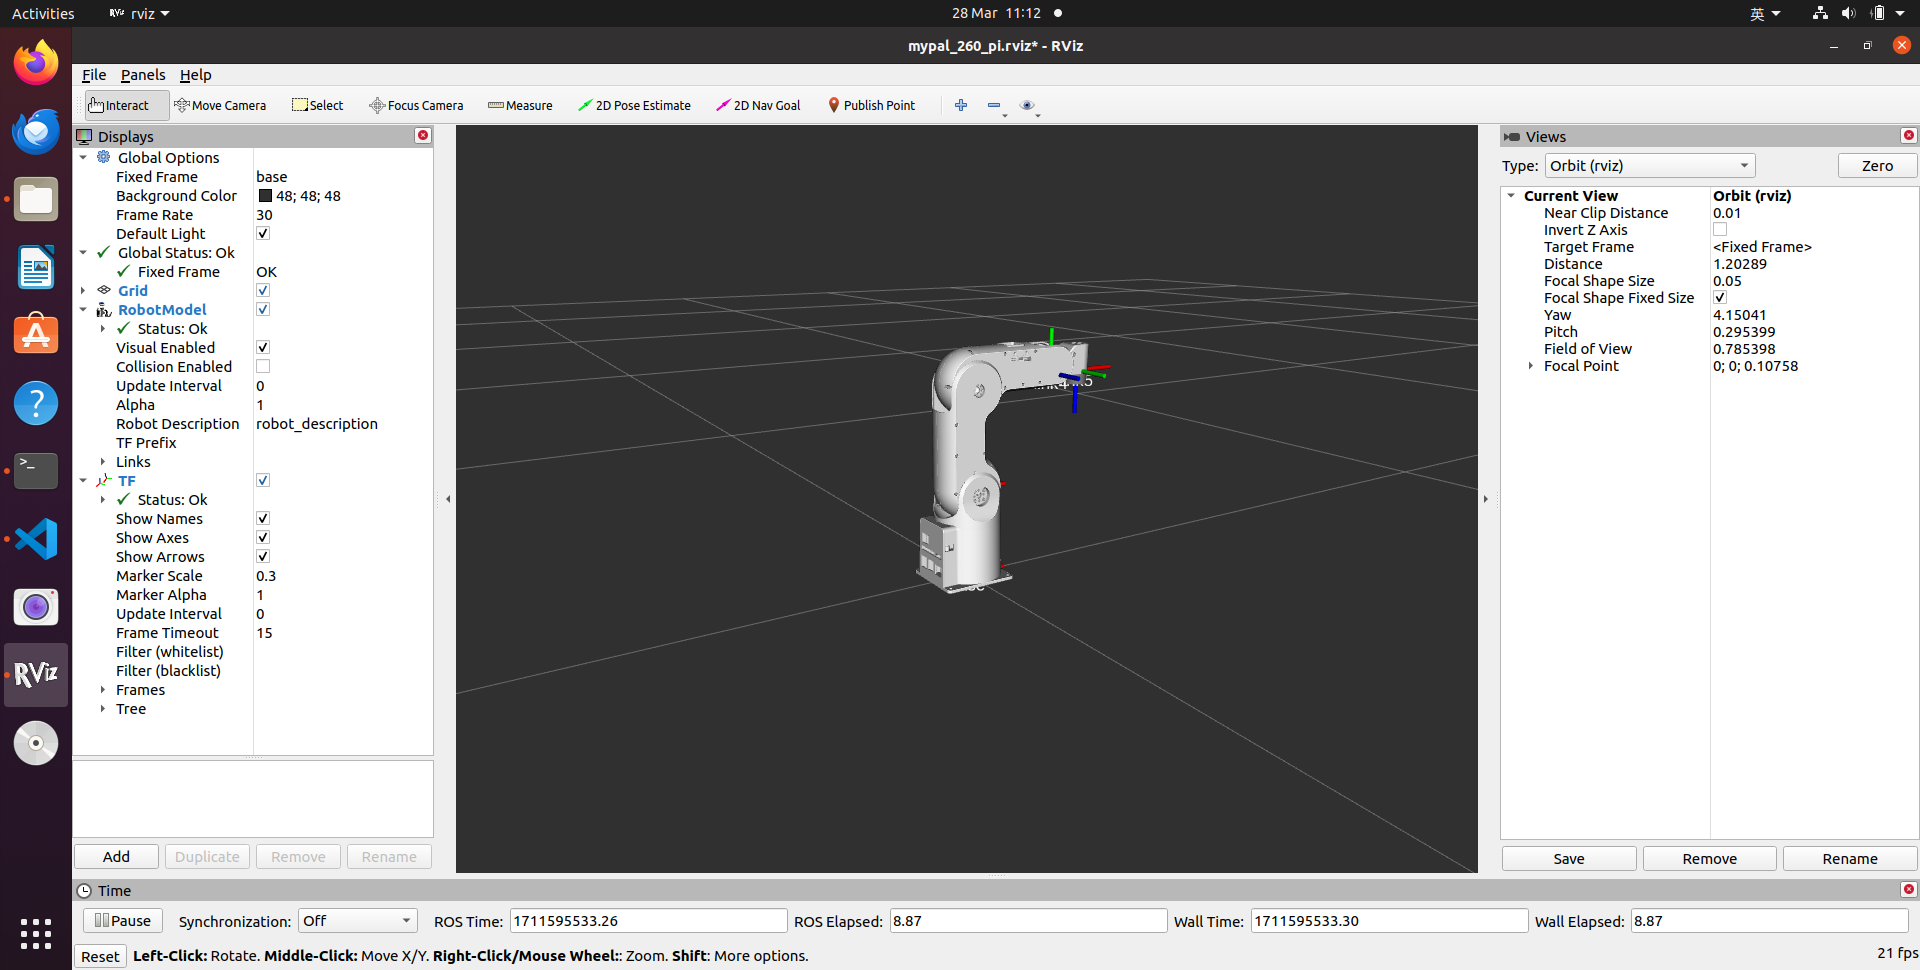 Activities RViz rviz 28 Mar 11:12 英
mypal_260_pi.rviz* - RViz
File Panels Help
Interact Move Camera Select Focus Camera Measure 2D Pose Estimate 2D Nav Goal Publish Point
Displays
Global Options
Fixed Frame base
Background Color 48; 48; 48
Frame Rate 30
Default Light
Global Status: Ok
Fixed Frame OK
Grid
RobotModel
Status: Ok
Visual Enabled
Collision Enabled
Update Interval 0
Alpha 1
Robot Description robot_description
TF Prefix
Links
TF
Status: Ok
Show Names
Show Axes
Show Arrows
Marker Scale 0.3
Marker Alpha 1
Update Interval 0
Frame Timeout 15
Filter (whitelist)
Filter (blacklist)
Frames
Tree
Add Duplicate Remove Rename
RViz
Views
Type: Orbit (rviz) Zero
Current View Orbit (rviz)
Near Clip Distance 0.01
Invert Z Axis
Target Frame <Fixed Frame>
Distance 1.20289
Focal Shape Size 0.05
Focal Shape Fixed Size
Yaw 4.15041
Pitch 0.295399
Field of View 0.785398
Focal Point 0; 0; 0.10758
Save Remove Rename
Time
Pause Synchronization: Off ROS Time: 1711595533.26 ROS Elapsed: 8.87 Wall Time: 1711595533.30 Wall Elapsed: 8.87
Reset Left-Click: Rotate. Middle-Click: Move X/Y. Right-Click/Mouse Wheel:: Zoom. Shift: More options. 21 fps